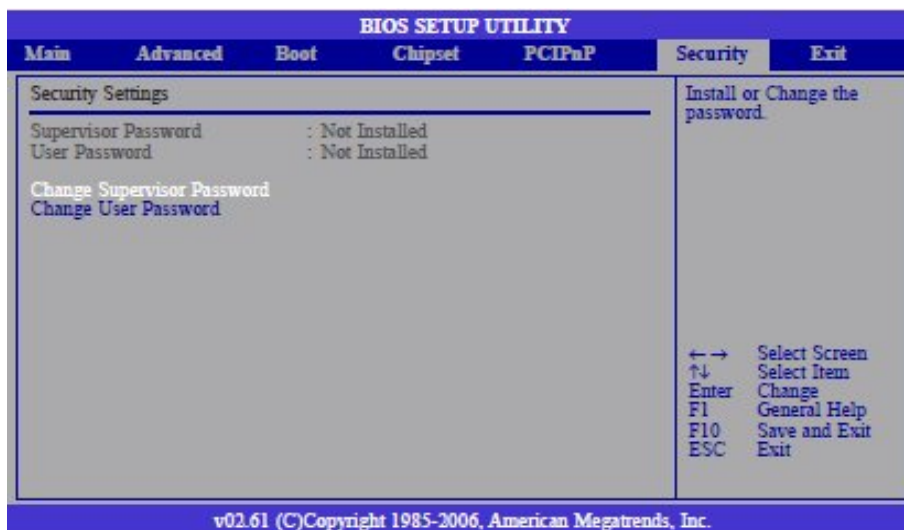 BIOS SETUP UTILITY
Main Advanced Boot Chipset PCIPnP Security Exit
Security Settings
Supervisor Password : Not Installed
User Password : Not Installed
Change Supervisor Password
Change User Password
Install or Change the
password.
←→ Select Screen
↑↓ Select Item
Enter Change
F1 General Help
F10 Save and Exit
ESC Exit
v02.61 (C)Copyright 1985-2006, American Megatrends, Inc.